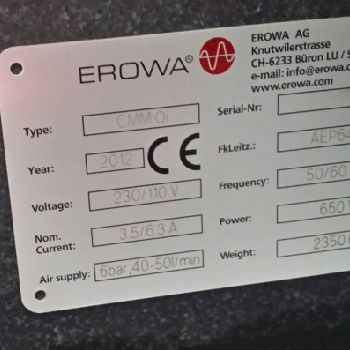 EROWA®
EROWA AG
Knutwilerstrasse
CH-6233 Büron LU / S
e-mail: info@erowa.c
www.erowa.com
Type: CMM Qi
Serial-Nr:
Year: 2012 CE
FkLeitz.: AEP64
Voltage: 230/110 V
Frequency: 50/60
Nom. Current: 3.5/6.3 A
Power: 650
Air supply: 6bar,40-50l/min
Weight: 2350